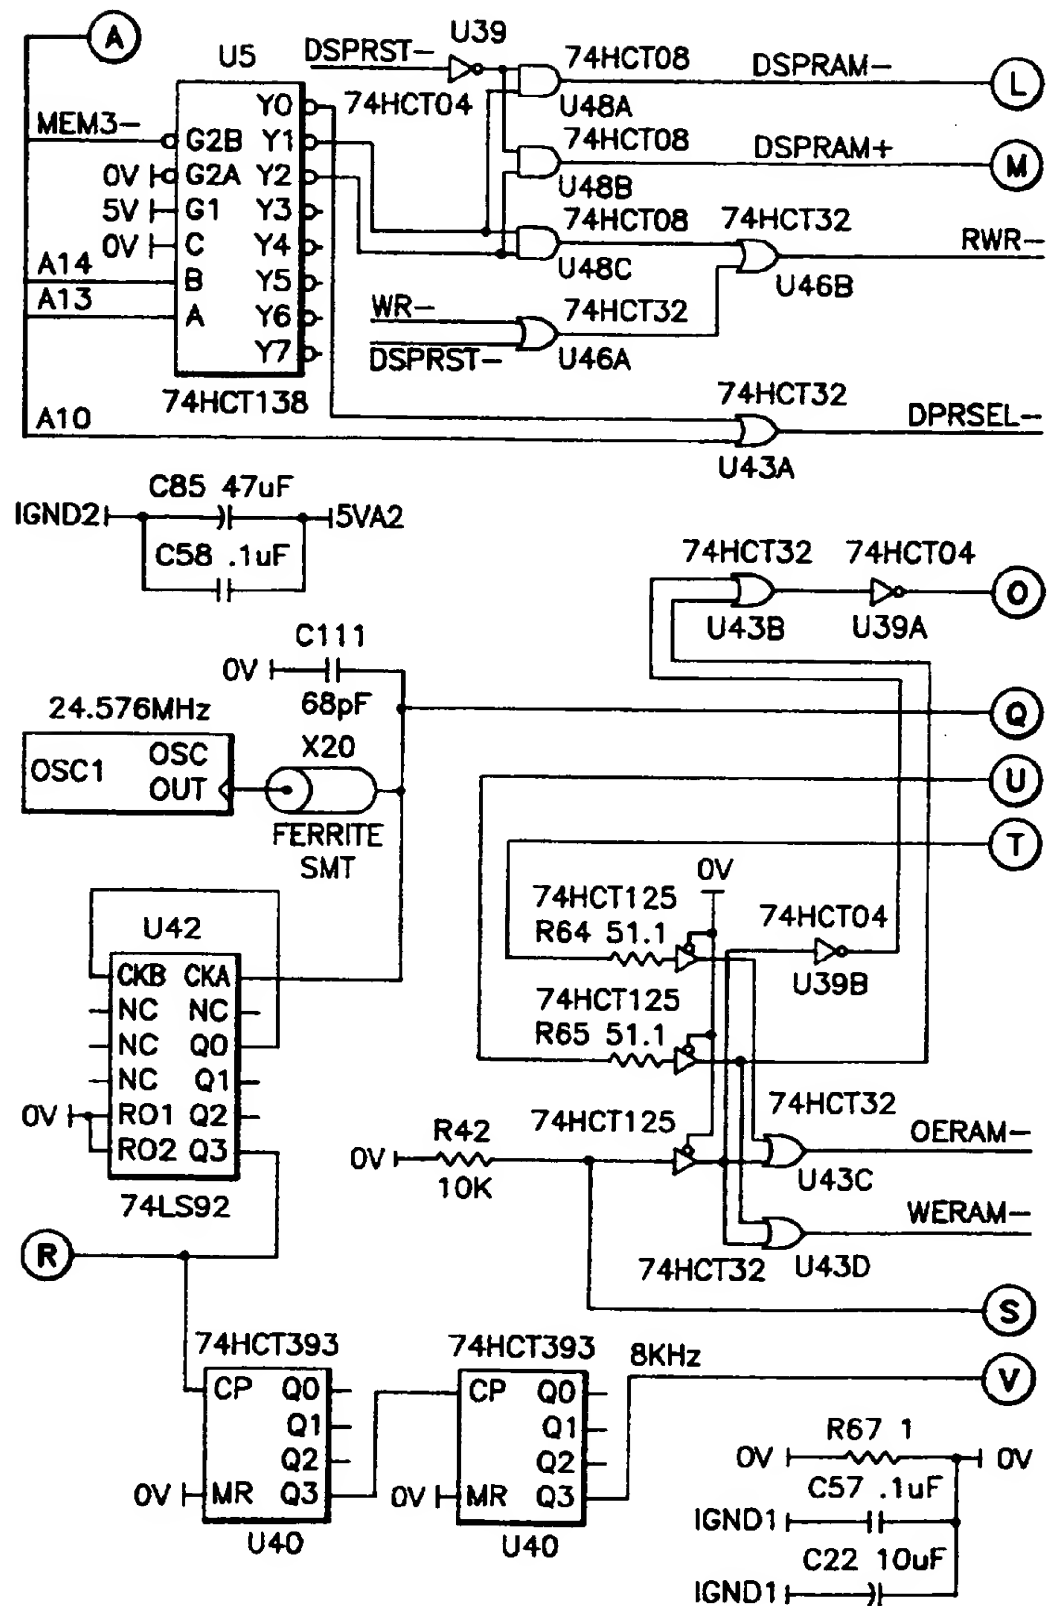 A
U5
DSPRST-
U39
74HCT04
74HCT08
DSPRAM-
L
U48A
MEM3-
G2B
0V
G2A
5V
G1
0V
C
A14
B
A13
A
Y0
Y1
Y2
Y3
Y4
Y5
Y6
Y7
74HCT138
74HCT08
DSPRAM+
M
U48B
74HCT08
U48C
74HCT32
RWR-
U46B
WR-
DSPRST-
74HCT32
U46A
A10
74HCT32
DPRSEL-
U43A
C85 47uF
IGND2
5VA2
C58 .1uF
74HCT32
74HCT04
O
U43B
U39A
C111
0V
68pF
Q
24.576MHz
OSC1
OSC
OUT
X20
FERRITE
SMT
U
T
0V
74HCT125
R64 51.1
74HCT04
U39B
74HCT125
R65 51.1
U42
CKB CKA
NC NC
NC Q0
NC Q1
0V
RO1 Q2
RO2 Q3
74LS92
74HCT125
R42
0V
10K
74HCT32
OERAM-
U43C
WERAM-
74HCT32
U43D
R
S
74HCT393
CP Q0
Q1
Q2
0V
MR Q3
U40
74HCT393
CP Q0
Q1
Q2
0V
MR Q3
U40
8KHz
V
R67 1
0V
0V
C57 .1uF
IGND1
C22 10uF
IGND1